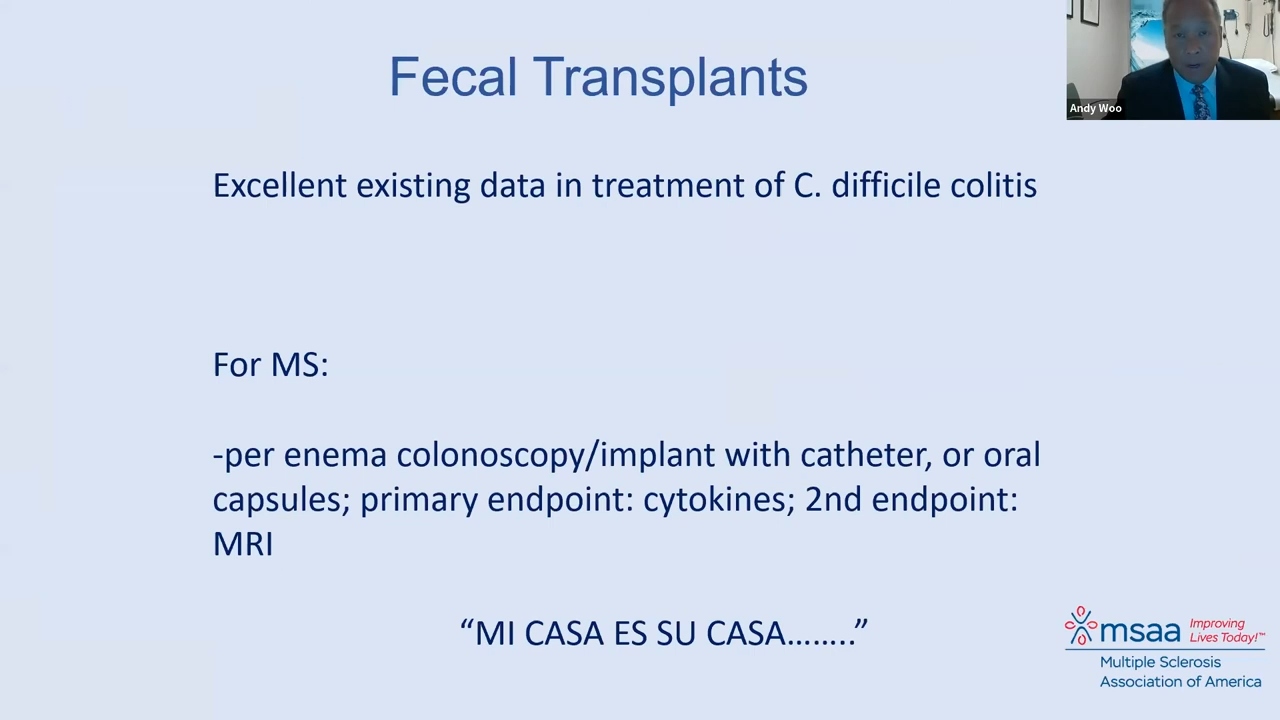 Fecal Transplants
Andy Woo
Excellent existing data in treatment of C. difficile colitis
For MS:
-per enema colonoscopy/implant with catheter, or oral
capsules; primary endpoint: cytokines; 2nd endpoint:
MRI
“MI CASA ES SU CASA……..”
msaa Improving
Lives Today!™
Multiple Sclerosis
Association of America